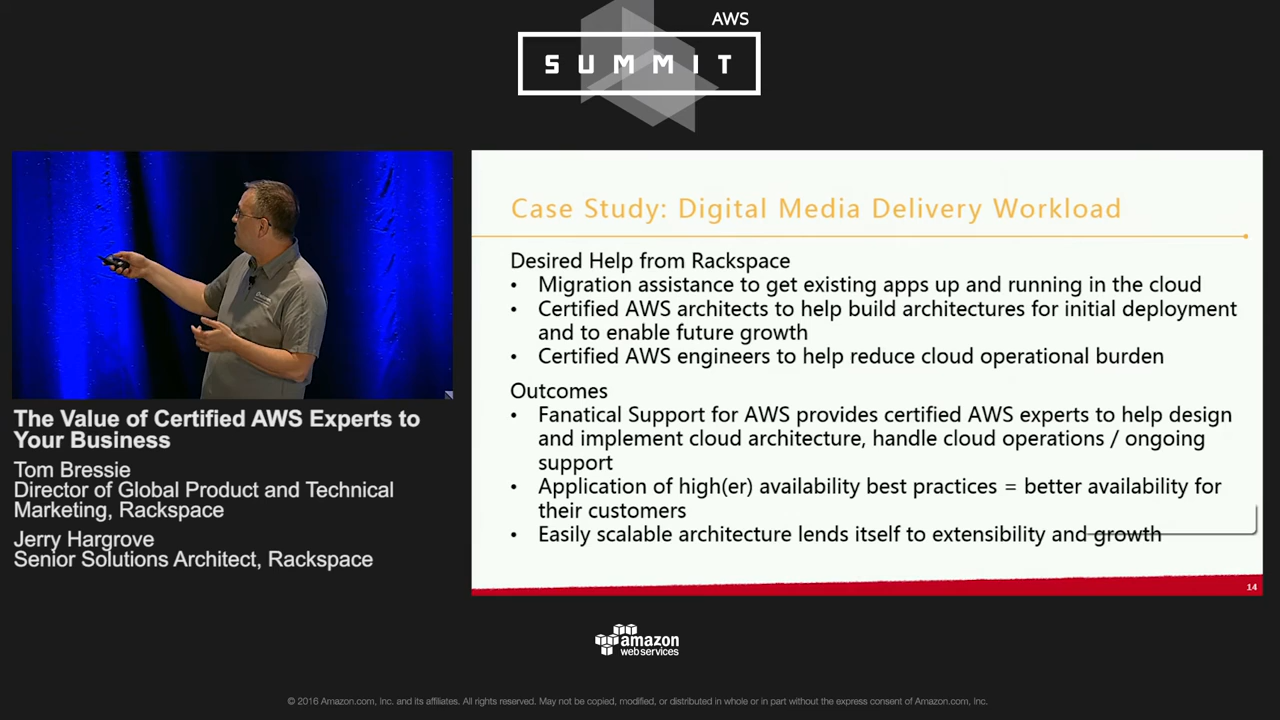 AWS
SUMMIT
Case Study: Digital Media Delivery Workload
Desired Help from Rackspace
• Migration assistance to get existing apps up and running in the cloud
• Certified AWS architects to help build architectures for initial deployment
and to enable future growth
• Certified AWS engineers to help reduce cloud operational burden
Outcomes
• Fanatical Support for AWS provides certified AWS experts to help design
and implement cloud architecture, handle cloud operations / ongoing
support
• Application of high(er) availability best practices = better availability for
their customers
• Easily scalable architecture lends itself to extensibility and growth
14
The Value of Certified AWS Experts to
Your Business
Tom Bressie
Director of Global Product and Technical
Marketing, Rackspace
Jerry Hargrove
Senior Solutions Architect, Rackspace
amazon
web services
© 2016 Amazon.com, Inc. and its affiliates. All rights reserved. May not be copied, modified, or distributed in whole or in part without the express consent of Amazon.com, Inc.